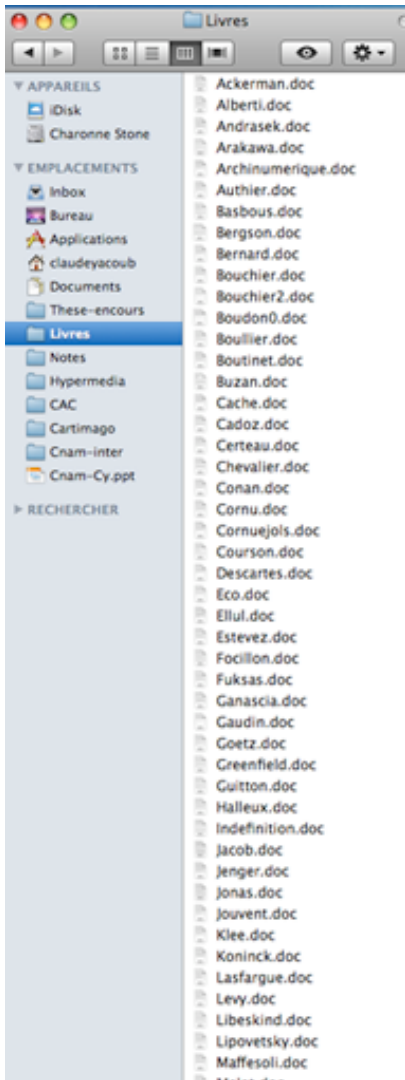 Livres
APPAREILS
iDisk
Charonne Stone
EMPLACEMENTS
Inbox
Bureau
Applications
claudeyacoub
Documents
These-encours
Livres
Notes
Hypermedia
CAC
Cartimago
Cnam-inter
Cnam-Cy.ppt
RECHERCHER
Ackerman.doc
Alberti.doc
Andrasek.doc
Arakawa.doc
Archinumerique.doc
Authier.doc
Basbous.doc
Bergson.doc
Bernard.doc
Bouchier.doc
Bouchier2.doc
Boudon0.doc
Boullier.doc
Boutinet.doc
Buzan.doc
Cache.doc
Cadoz.doc
Certeau.doc
Chevalier.doc
Conan.doc
Cornu.doc
Cornuejols.doc
Courson.doc
Descartes.doc
Eco.doc
Ellul.doc
Estevez.doc
Focillon.doc
Fuksas.doc
Ganascia.doc
Gaudin.doc
Goetz.doc
Greenfield.doc
Guitton.doc
Halleux.doc
Indefinition.doc
Jacob.doc
Jenger.doc
Jonas.doc
Jouvent.doc
Klee.doc
Koninck.doc
Lasfargue.doc
Levy.doc
Libeskind.doc
Lipovetsky.doc
Maffesoli.doc